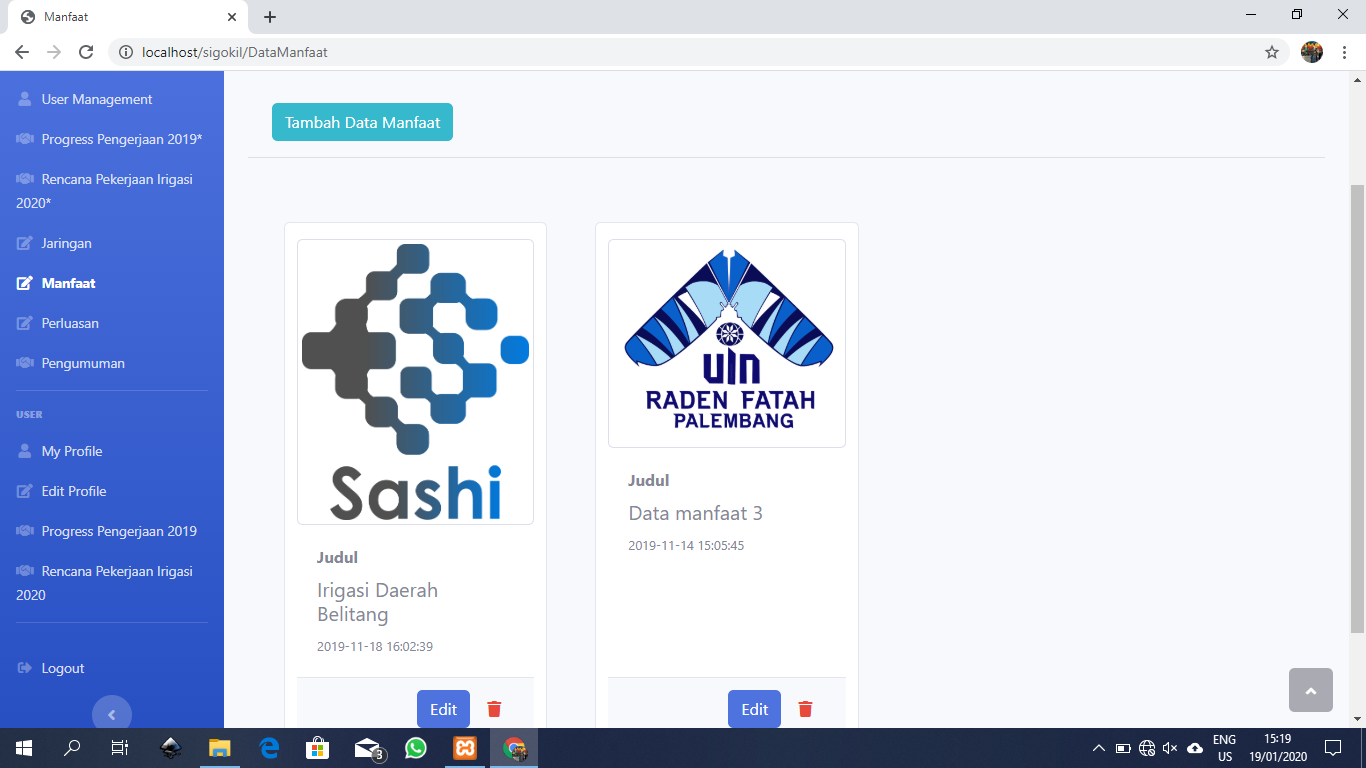 Manfaat
localhost/sigokil/DataManfaat
User Management
Progress Pengerjaan 2019*
Rencana Pekerjaan Irigasi
2020*
Jaringan
Manfaat
Perluasan
Pengumuman
USER
My Profile
Edit Profile
Progress Pengerjaan 2019
Rencana Pekerjaan Irigasi
2020
Logout
Tambah Data Manfaat
Sashi
Judul
Irigasi Daerah
Belitang
2019-11-18 16:02:39
Edit
UIN
RADEN FATAH
PALEMBANG
Judul
Data manfaat 3
2019-11-14 15:05:45
Edit
3
ENG
US
15:19
19/01/2020